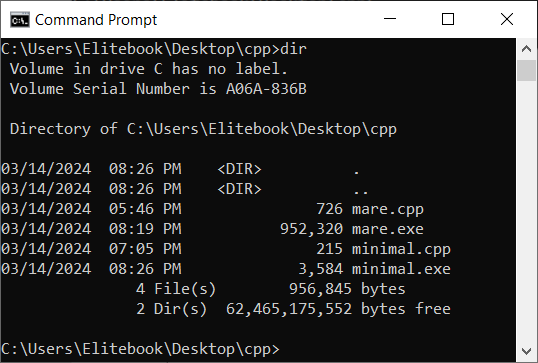 Command Prompt
C:\Users\Elitebook\Desktop\cpp>dir
 Volume in drive C has no label.
 Volume Serial Number is A06A-836B

 Directory of C:\Users\Elitebook\Desktop\cpp

03/14/2024  08:26 PM    <DIR>          .
03/14/2024  08:26 PM    <DIR>          ..
03/14/2024  05:46 PM               726 mare.cpp
03/14/2024  08:19 PM           952,320 mare.exe
03/14/2024  07:05 PM               215 minimal.cpp
03/14/2024  08:26 PM             3,584 minimal.exe
               4 File(s)        956,845 bytes
               2 Dir(s)  62,465,175,552 bytes free

C:\Users\Elitebook\Desktop\cpp>